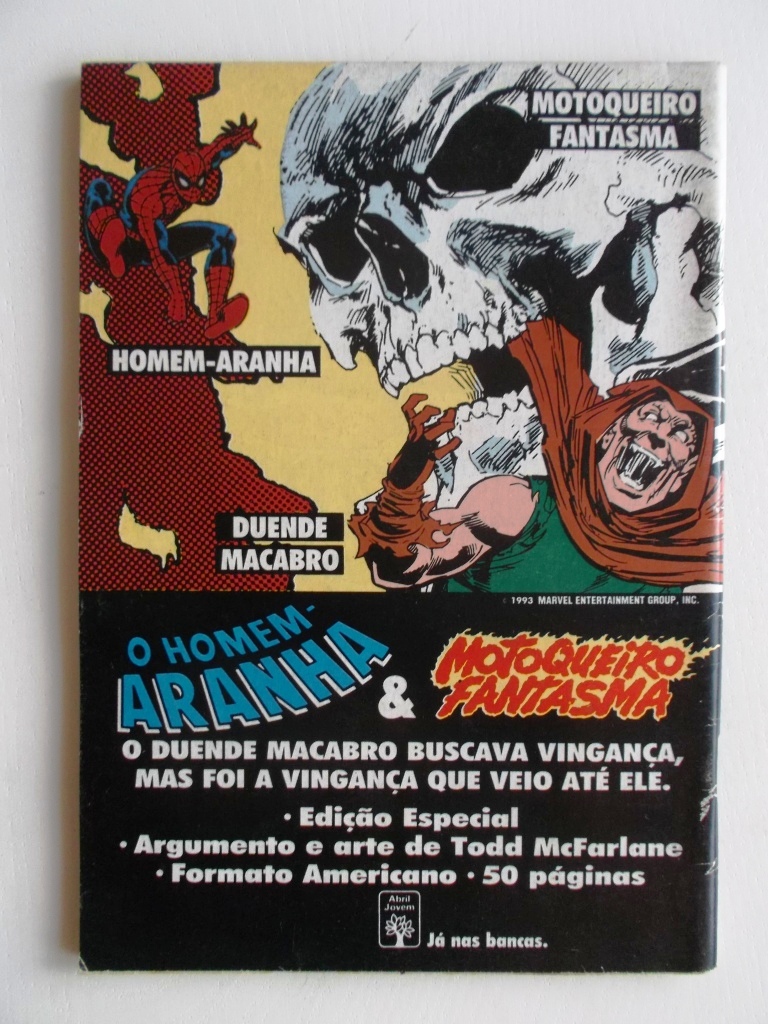 MOTOQUEIRO
FANTASMA
HOMEM-ARANHA
DUENDE
MACABRO
© 1993 MARVEL ENTERTAINMENT GROUP, INC.
O HOMEM-
ARANHA
&
MOTOQUEIRO
FANTASMA
O DUENDE MACABRO BUSCAVA VINGANÇA,
MAS FOI A VINGANÇA QUE VEIO ATÉ ELE.
• Edição Especial
• Argumento e arte de Todd McFarlane
• Formato Americano • 50 páginas
Abril
Jovem
Já nas bancas.